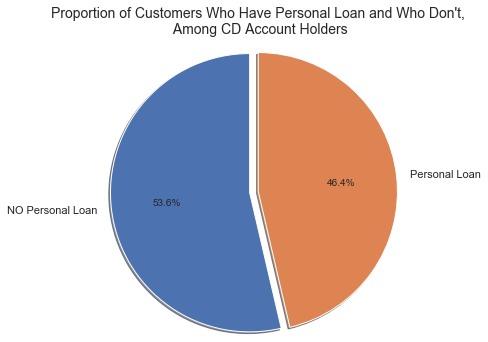 Proportion of Customers Who Have Personal Loan and Who Don't,
Among CD Account Holders
Personal Loan
46.4%
53.6%
NO Personal Loan